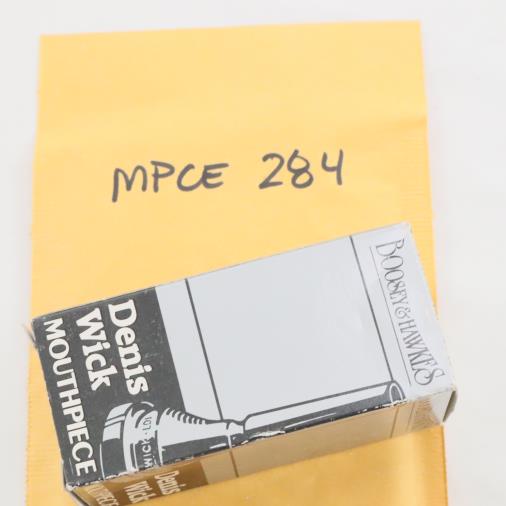 MPCE 284
BOOSEY & HAWKES
Denis
Wick
MOUTHPIECE
Denis
Wick